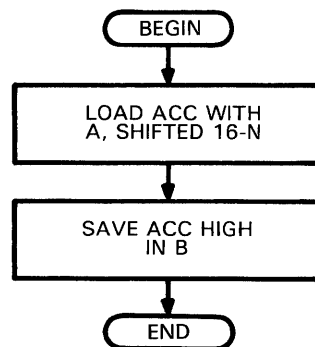 BEGIN
LOAD ACC WITH
A, SHIFTED 16-N
SAVE ACC HIGH
IN B
END